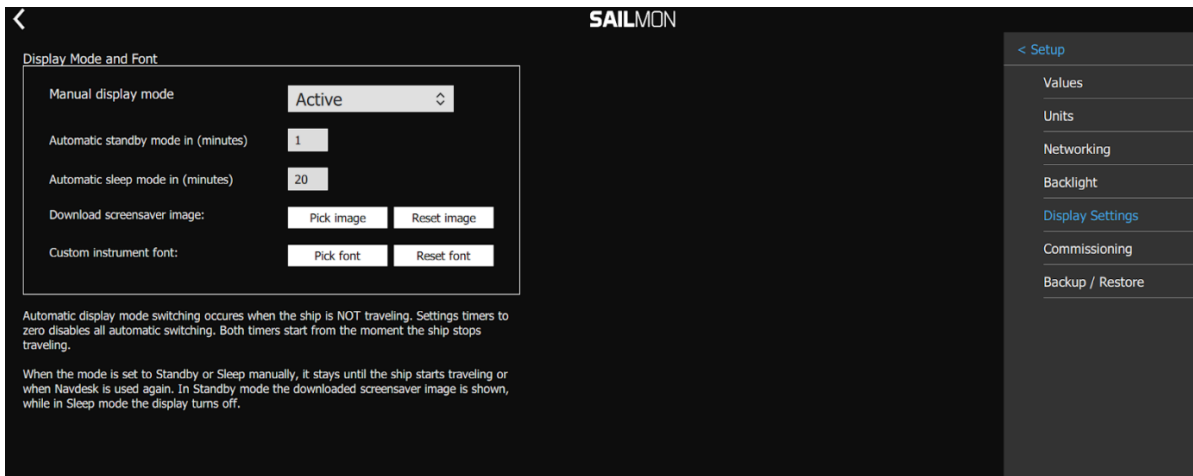 SAILMON
Display Mode and Font
Manual display mode
Active
Automatic standby mode in (minutes)
1
Automatic sleep mode in (minutes)
20
Download screensaver image:
Pick image
Reset image
Custom instrument font:
Pick font
Reset font
Automatic display mode switching occures when the ship is NOT traveling. Settings timers to
zero disables all automatic switching. Both timers start from the moment the ship stops
traveling.
When the mode is set to Standby or Sleep manually, it stays until the ship starts traveling or
when Navdesk is used again. In Standby mode the downloaded screensaver image is shown,
while in Sleep mode the display turns off.
< Setup
Values
Units
Networking
Backlight
Display Settings
Commissioning
Backup / Restore